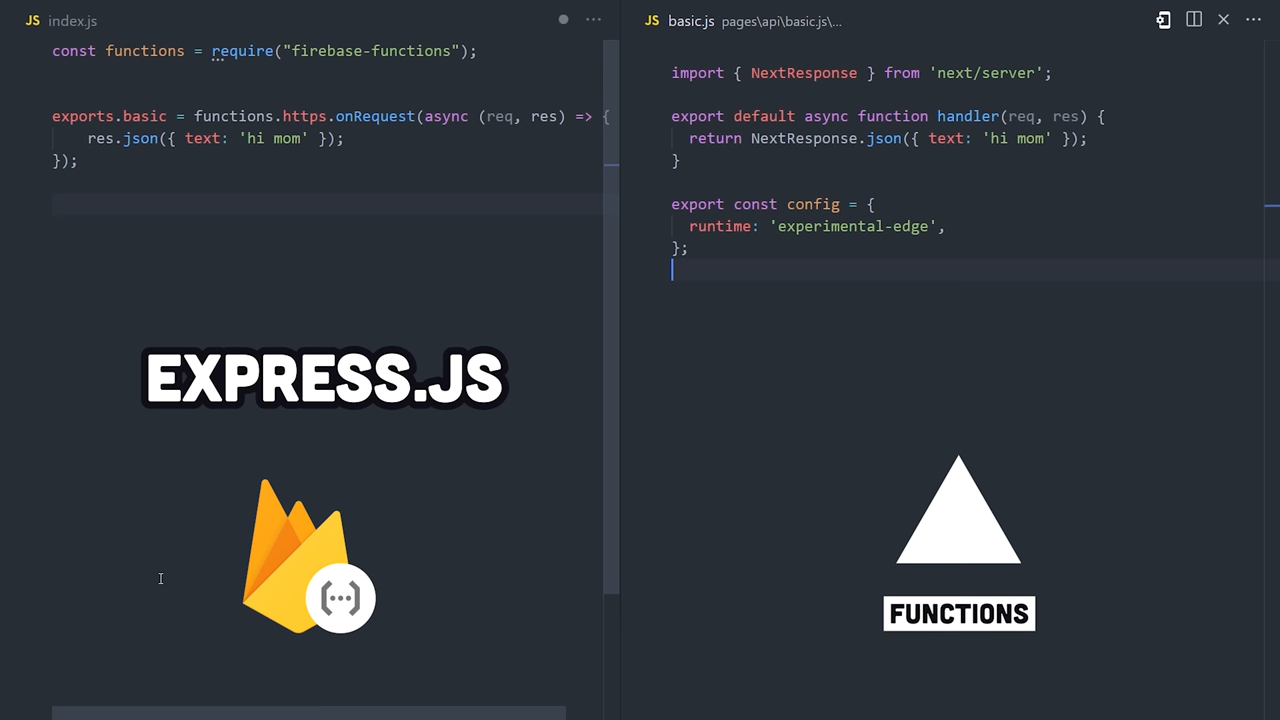 JS index.js
const functions = require("firebase-functions");
exports.basic = functions.https.onRequest(async (req, res) => {
res.json({ text: 'hi mom' });
});
EXPRESS.JS
[...]
JS basic.js pages\api\basic.js\...
import { NextResponse } from 'next/server';
export default async function handler(req, res) {
return NextResponse.json({ text: 'hi mom' });
}
export const config = {
runtime: 'experimental-edge',
};
FUNCTIONS